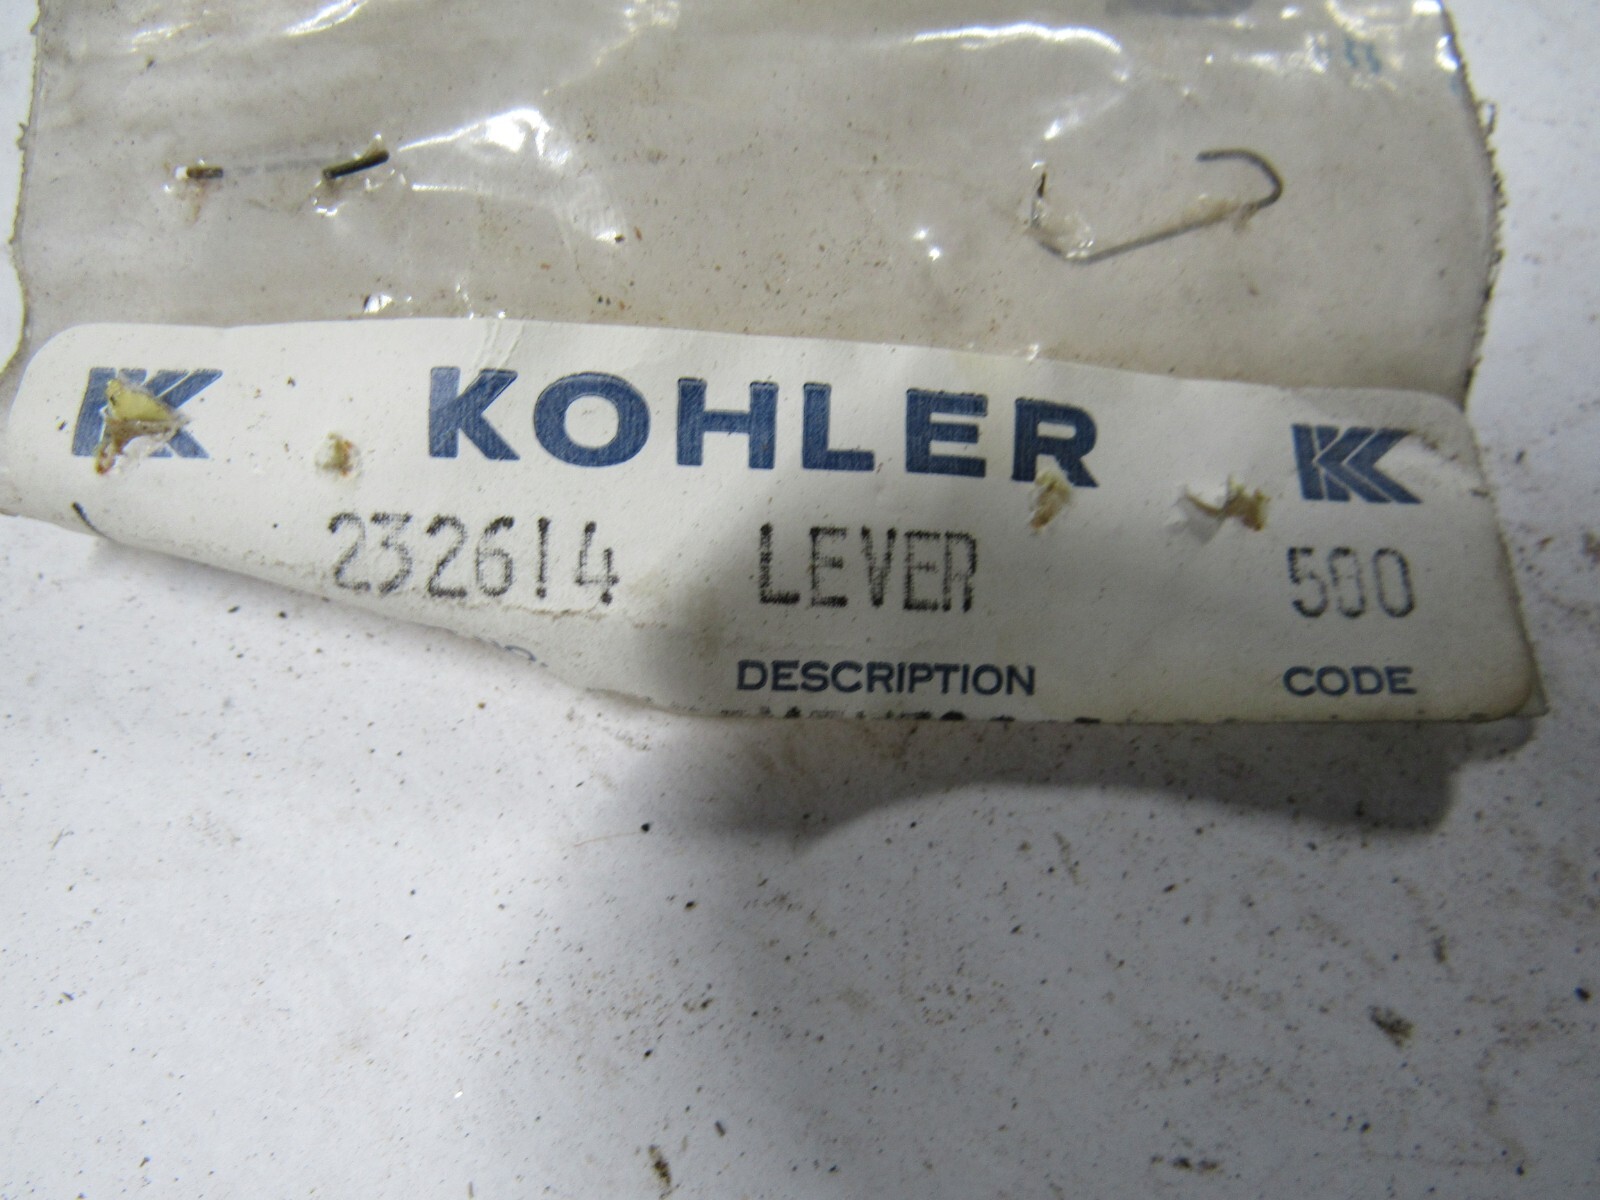 KOHLER
232614 LEVER 500
DESCRIPTION CODE